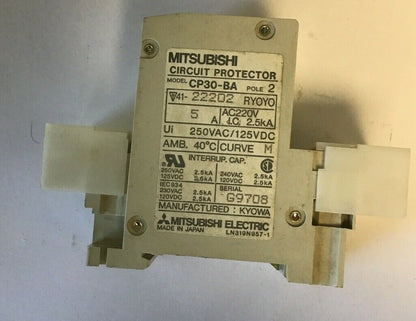 MITSUBISHI
CIRCUIT PROTECTOR
MODEL CP30-BA POLE 2
41-22202 RYOYO
5 A AC220V I.C. 2.5kA
Ui 250VAC/125VDC
AMB. 40°C CURVE M
INTERRUP. CAP.
250VAC 2.5kA 240VAC 2.5kA
125VDC 2.5kA 120VDC 2.5kA
IEC934 SERIAL
230VAC 2.5kA G9708
120VDC 2.5kA
MANUFACTURED : KYOWA
MITSUBISHI ELECTRIC
MADE IN JAPAN LN319N857-1